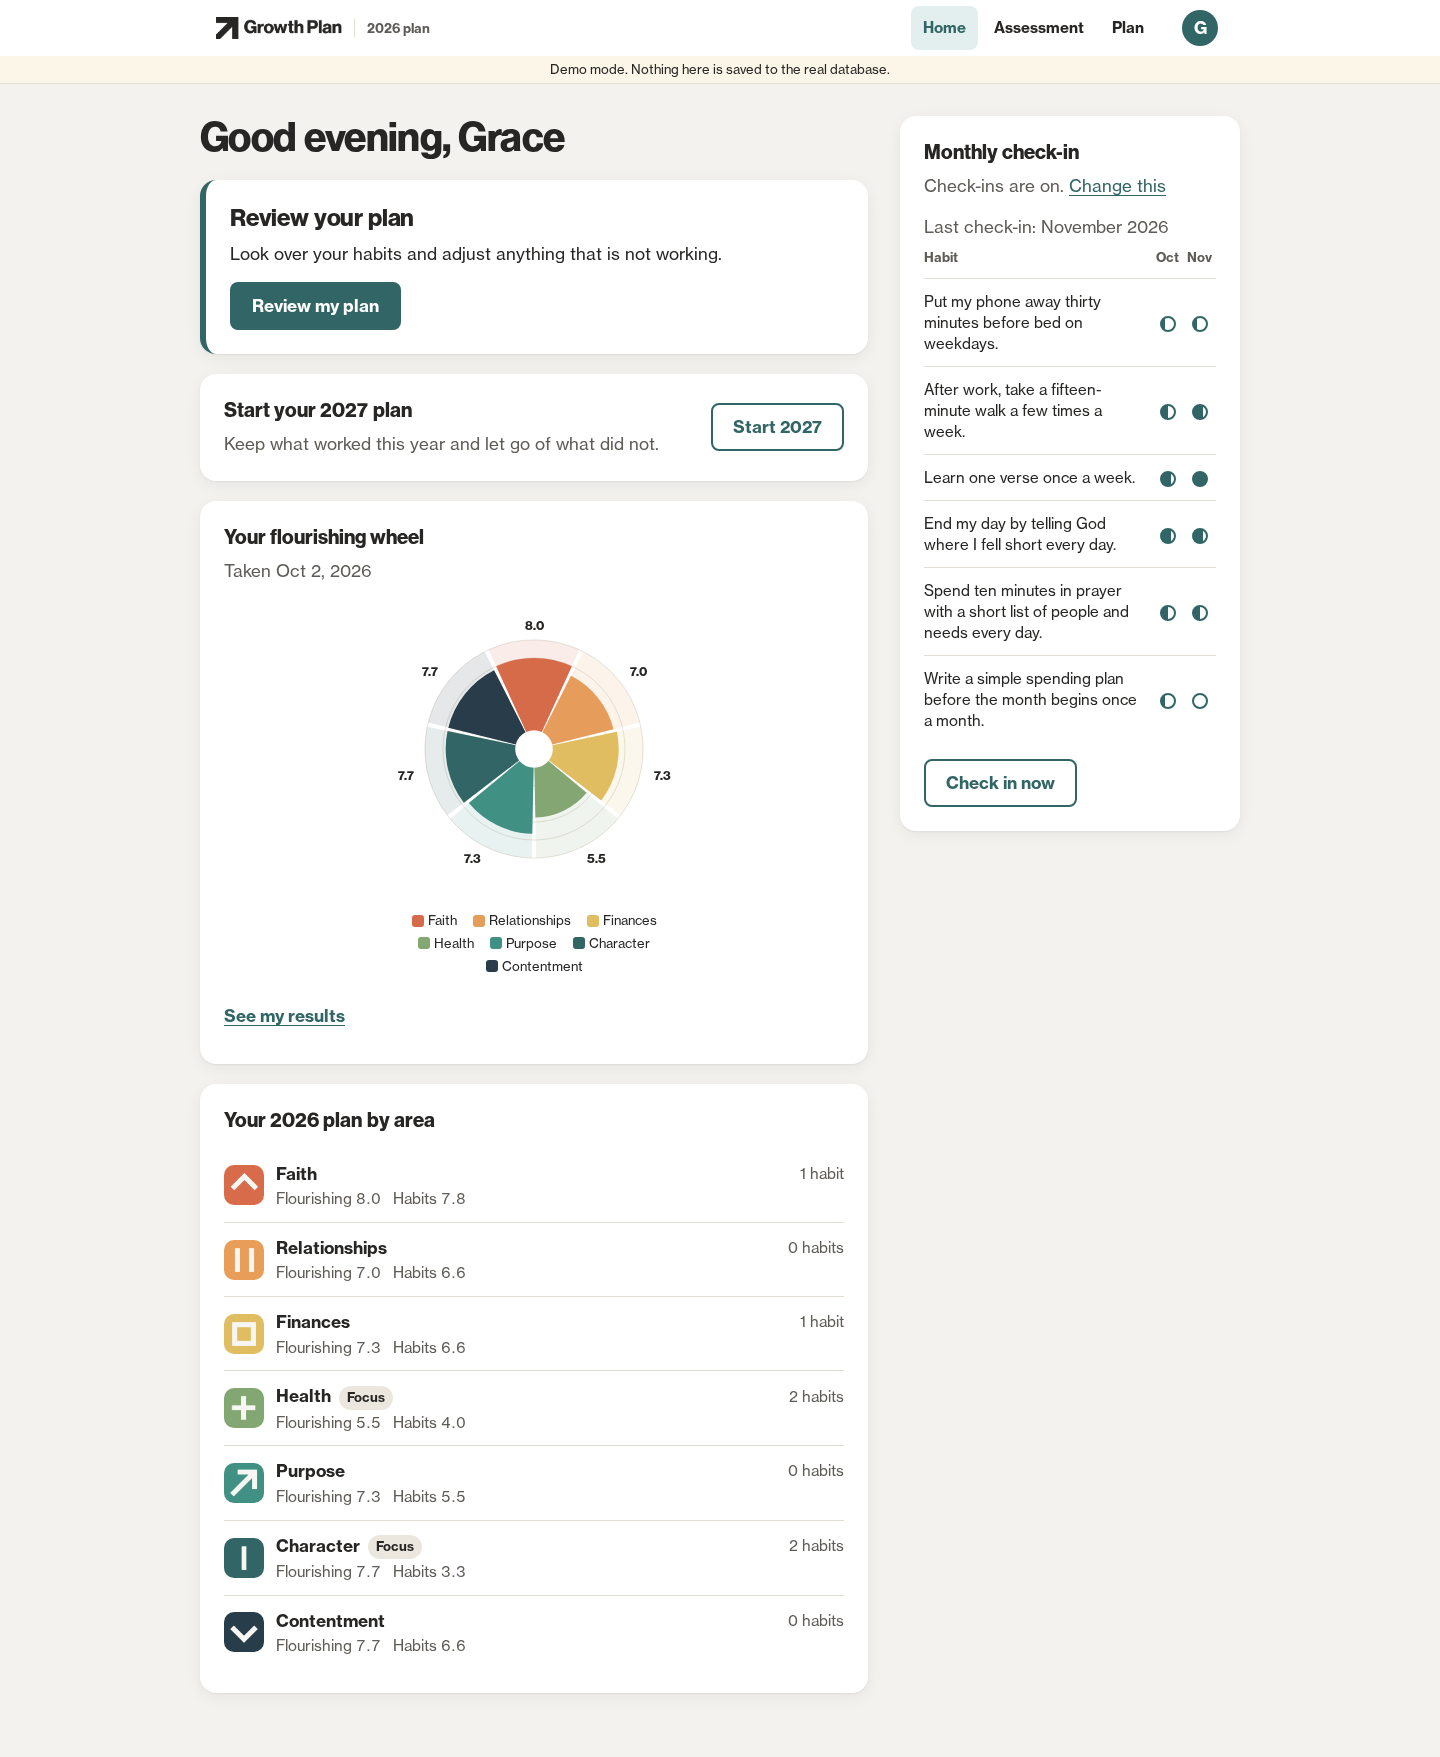 Growth Plan
2026 plan
Home
Assessment
Plan
G
Demo mode. Nothing here is saved to the real database.
Good evening, Grace
Review your plan
Look over your habits and adjust anything that is not working.
Review my plan
Start your 2027 plan
Keep what worked this year and let go of what did not.
Start 2027
Your flourishing wheel
Taken Oct 2, 2026
8.0
7.7
7.0
7.7
7.3
7.3
5.5
Faith
Relationships
Finances
Health
Purpose
Character
Contentment
See my results
Your 2026 plan by area
Faith
1 habit
Flourishing 8.0 Habits 7.8
Relationships
0 habits
Flourishing 7.0 Habits 6.6
Finances
1 habit
Flourishing 7.3 Habits 6.6
Health Focus
2 habits
Flourishing 5.5 Habits 4.0
Purpose
0 habits
Flourishing 7.3 Habits 5.5
Character Focus
2 habits
Flourishing 7.7 Habits 3.3
Contentment
0 habits
Flourishing 7.7 Habits 6.6
Monthly check-in
Check-ins are on. Change this
Last check-in: November 2026
Habit Oct Nov
Put my phone away thirty
minutes before bed on
weekdays.
After work, take a fifteen-
minute walk a few times a
week.
Learn one verse once a week.
End my day by telling God
where I fell short every day.
Spend ten minutes in prayer
with a short list of people and
needs every day.
Write a simple spending plan
before the month begins once
a month.
Check in now